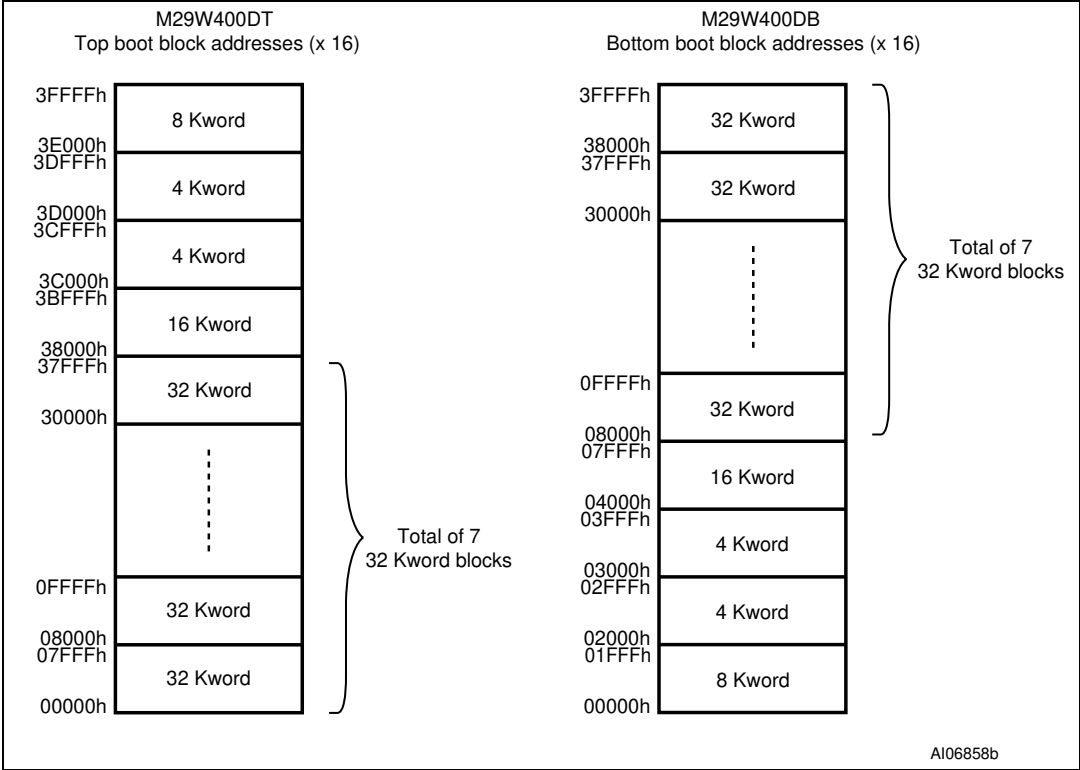 M29W400DT
Top boot block addresses (x 16)
3FFFFh
8 Kword
3E000h
3DFFFh
4 Kword
3D000h
3CFFFh
4 Kword
3C000h
3BFFFh
16 Kword
38000h
37FFFh
32 Kword
30000h
Total of 7
32 Kword blocks
0FFFFh
32 Kword
08000h
07FFFh
32 Kword
00000h
M29W400DB
Bottom boot block addresses (x 16)
3FFFFh
32 Kword
38000h
37FFFh
32 Kword
30000h
Total of 7
32 Kword blocks
0FFFFh
32 Kword
08000h
07FFFh
16 Kword
04000h
03FFFh
4 Kword
03000h
02FFFh
4 Kword
02000h
01FFFh
8 Kword
00000h
AI06858b